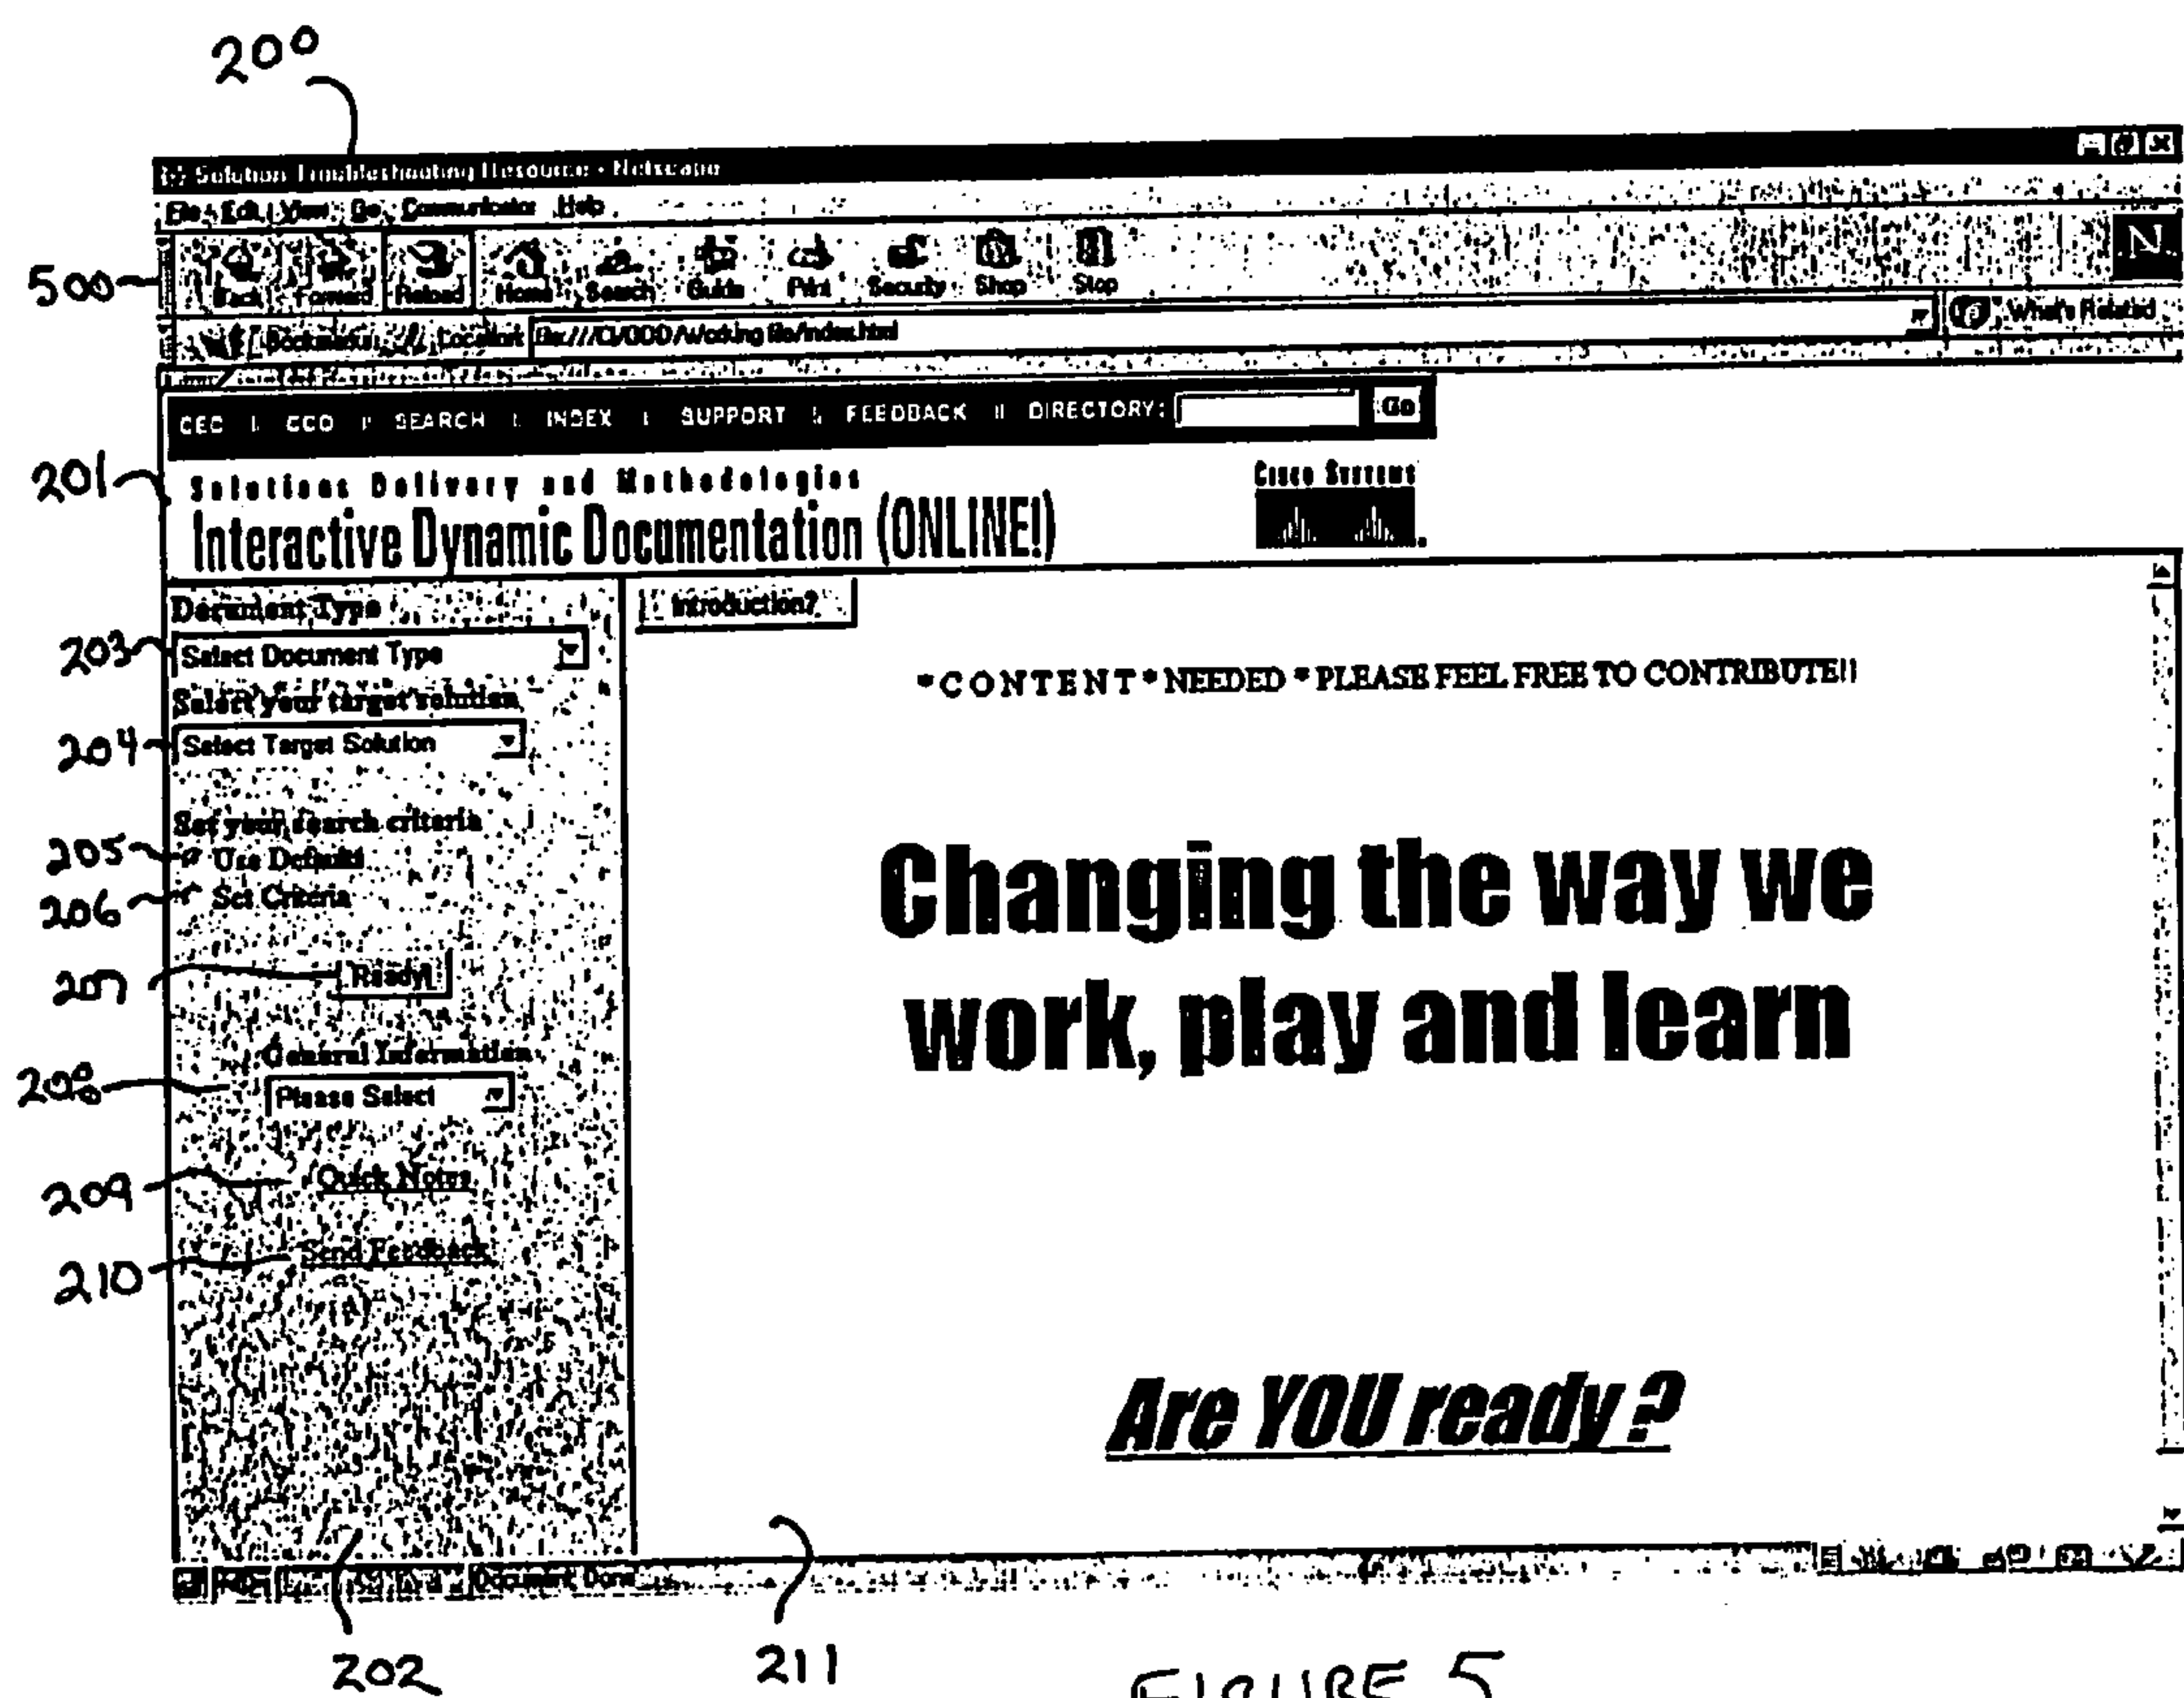 200
Solution Troubleshooting Resource - Netscape
File Edit View Go Communicator Help
500
Back Forward Reload Home Search Guide Print Security Shop Stop
N
Bookmarks Location: What's Related
CEC | CCO | SEARCH | INDEX | SUPPORT | FEEDBACK || DIRECTORY: Go
201
Solutions Delivery and Methodologies
Interactive Dynamic Documentation (ONLINE!)
CISCO SYSTEMS
Document Type
Introduction?
203
Select Document Type
*CONTENT*NEEDED*PLEASE FEEL FREE TO CONTRIBUTE!!
Select your target solution
204
Select Target Solution
Set your search criteria
205
Use Defaults
206
Set Criteria
Changing the way we
work, play and learn
207
Ready!
General Information
208
Please Select
209
Quick Notes
210
Send Feedback
Are YOU ready?
Document: Done
202
211
FIGURE 5